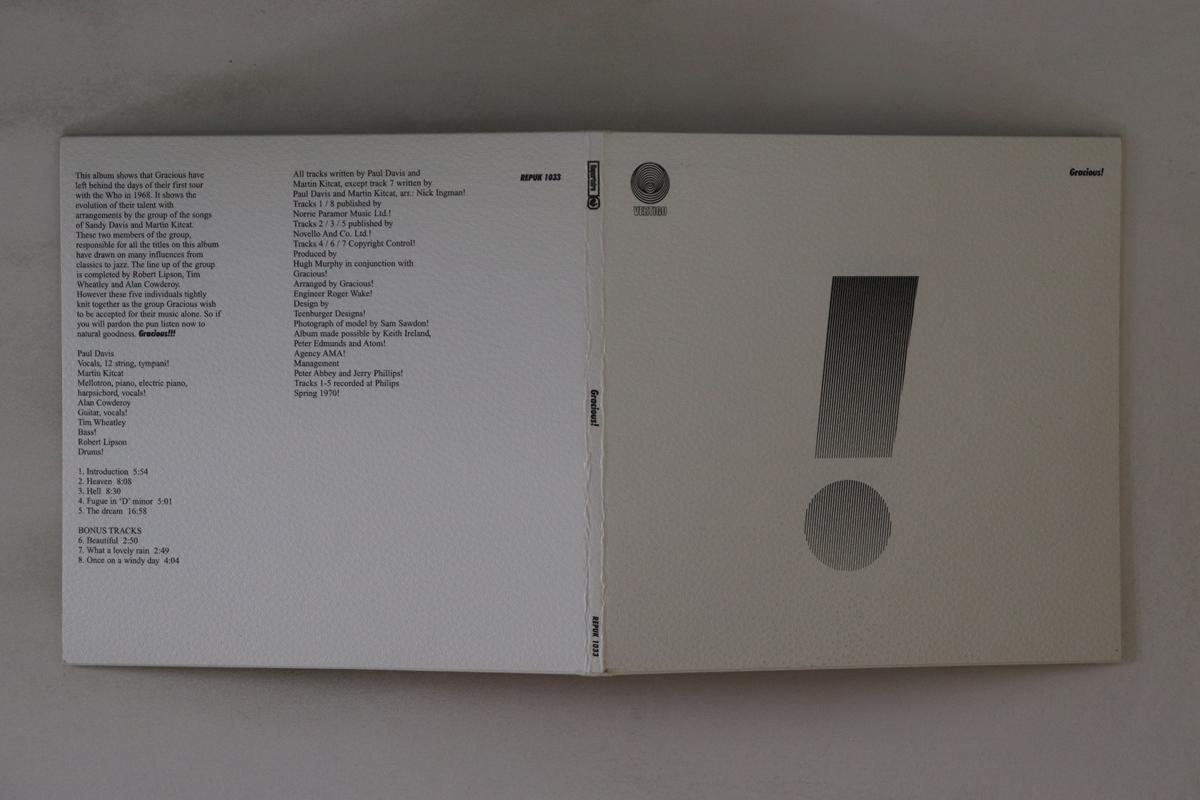 This album shows that Gracious have
left behind the days of their first tour
with the Who in 1968. It shows the
evolution of their talent with
arrangements by the group of the songs
of Sandy Davis and Martin Kitcat.
These two members of the group,
responsible for all the titles on this album
have drawn on many influences from
classics to jazz. The line up of the group
is completed by Robert Lipson, Tim
Wheatley and Alan Cowderoy.
However these five individuals tightly
knit together as the group Gracious wish
to be accepted for their music alone. So if
you will pardon the pun listen now to
natural goodness. Gracious!!!
Paul Davis
Vocals, 12 string, tympani!
Martin Kitcat
Mellotron, piano, electric piano,
harpsichord, vocals!
Alan Cowderoy
Guitar, vocals!
Tim Wheatley
Bass!
Robert Lipson
Drums!
1. Introduction 5:54
2. Heaven 8:08
3. Hell 8:30
4. Fugue in 'D' minor 5:01
5. The dream 16:58
BONUS TRACKS
6. Beautiful 2:50
7. What a lovely rain 2:49
8. Once on a windy day 4:04
All tracks written by Paul Davis and
Martin Kitcat, except track 7 written by
Paul Davis and Martin Kitcat, arr.: Nick Ingman!
Tracks 1 / 8 published by
Norrie Paramor Music Ltd.!
Tracks 2 / 3 / 5 published by
Novello And Co. Ltd.!
Tracks 4 / 6 / 7 Copyright Control!
Produced by
Hugh Murphy in conjunction with
Gracious!
Arranged by Gracious!
Engineer Roger Wake!
Design by
Teenburger Designs!
Photograph of model by Sam Sawdon!
Album made possible by Keith Ireland,
Peter Edmunds and Atom!
Agency AMA!
Management
Peter Abbey and Jerry Phillips!
Tracks 1-5 recorded at Philips
Spring 1970!
REPUK 1033
Repertoire
Gracious!
REPUK 1033
VERTIGO
Gracious!
!